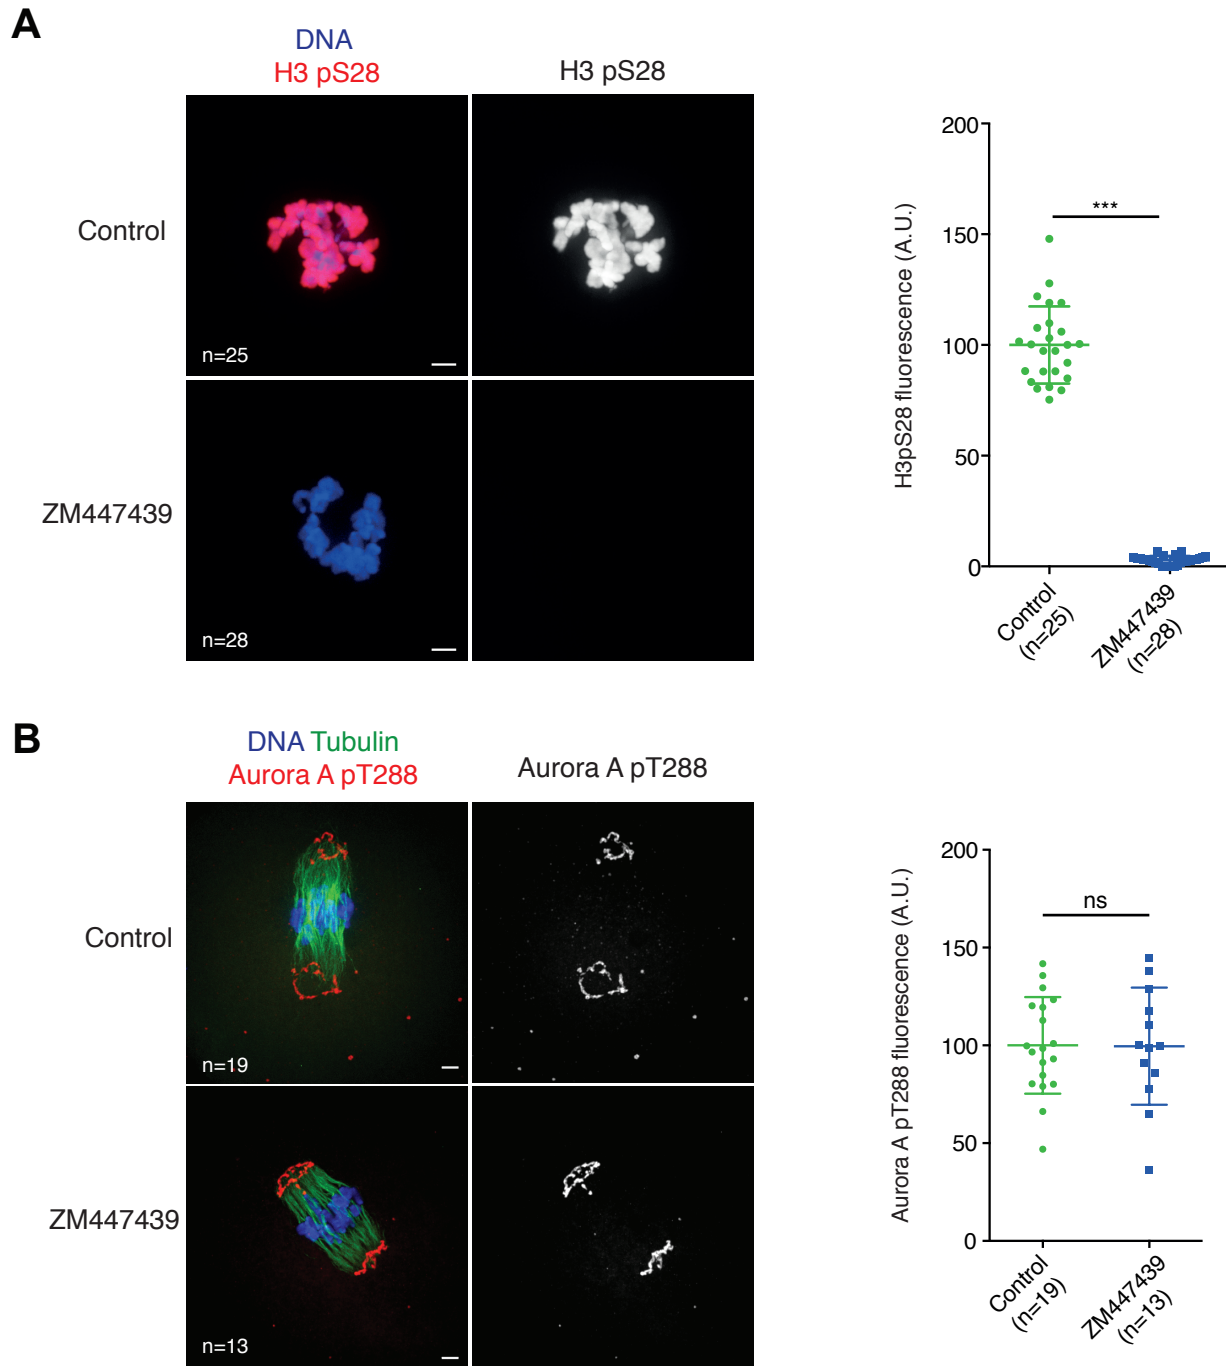 A
DNA
H3 pS28
H3 pS28
Control
n=25
ZM447439
n=28
H3pS28 fluorescence (A.U.)
200
150
100
50
0
***
Control
(n=25)
ZM447439
(n=28)
B
DNA Tubulin
Aurora A pT288
Aurora A pT288
Control
n=19
ZM447439
n=13
Aurora A pT288 fluorescence (A.U.)
200
150
100
50
0
ns
Control
(n=19)
ZM447439
(n=13)